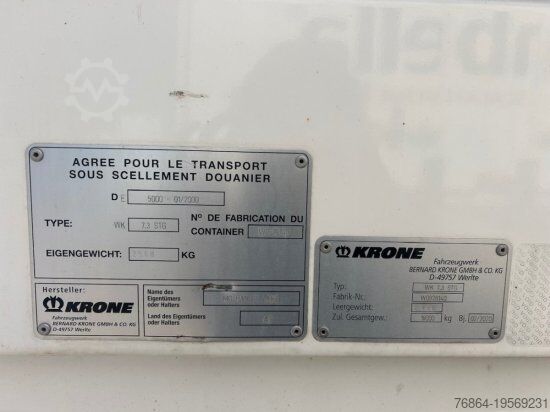 AGREE POUR LE TRANSPORT
SOUS SCELLEMENT DOUANIER
D E 5000 - 01/2000
TYPE: WK 7,3 STG
Nº DE FABRICATION DU
CONTAINER
EIGENGEWICHT: KG
Hersteller:
KRONE
Fahrzeugwerk
BERNARD KRONE GMBH & CO. KG
D-49757 Werlte
Name des
Eigentümers
oder Halters
Land des Eigentümers
oder Halters
KRONE
Fahrzeugwerk
BERNARD KRONE GMBH & CO. KG
D-49757 Werlte
Typ: WK 7,3 STG
Fabrik-Nr.:
Leergewicht:
Zul. Gesamtgew.: kg Bj.
76864-19569231